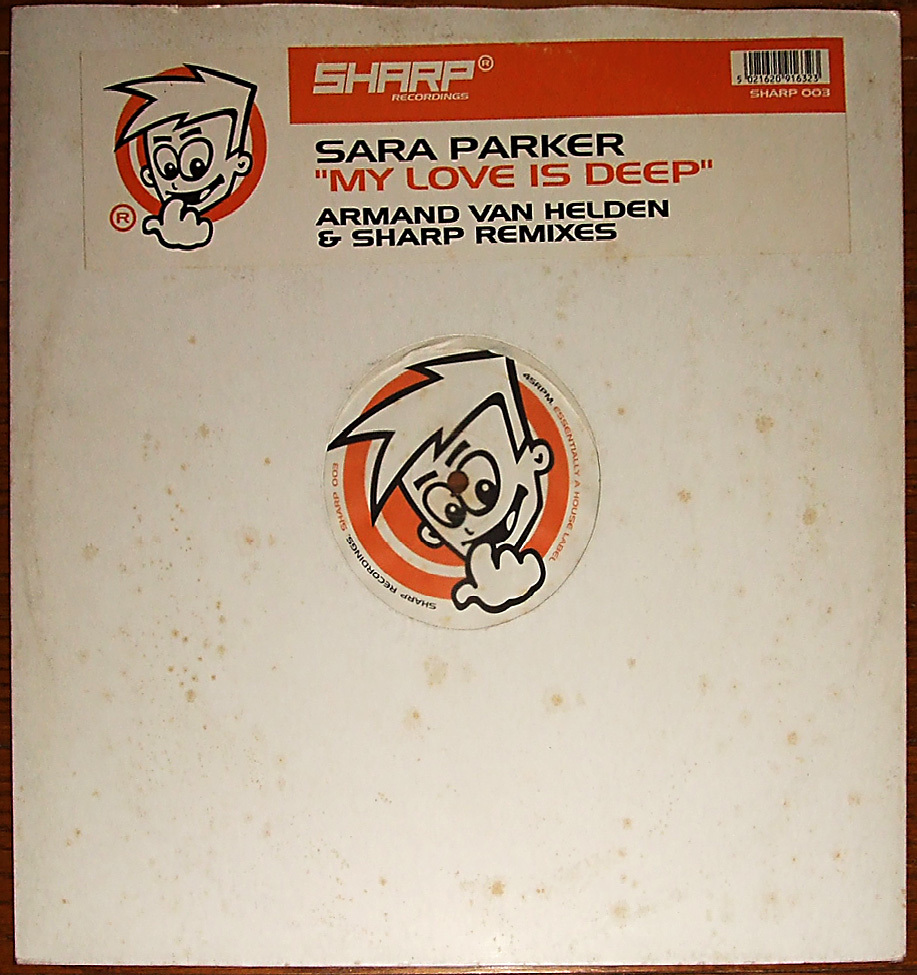 SHARP®
RECORDINGS
5 021620 916323
SHARP 003
SARA PARKER
"MY LOVE IS DEEP"
ARMAND VAN HELDEN
& SHARP REMIXES
®
45RPM. ESSENTIALLY A HOUSE LABEL
SHARP RECORDINGS. SHARP 003